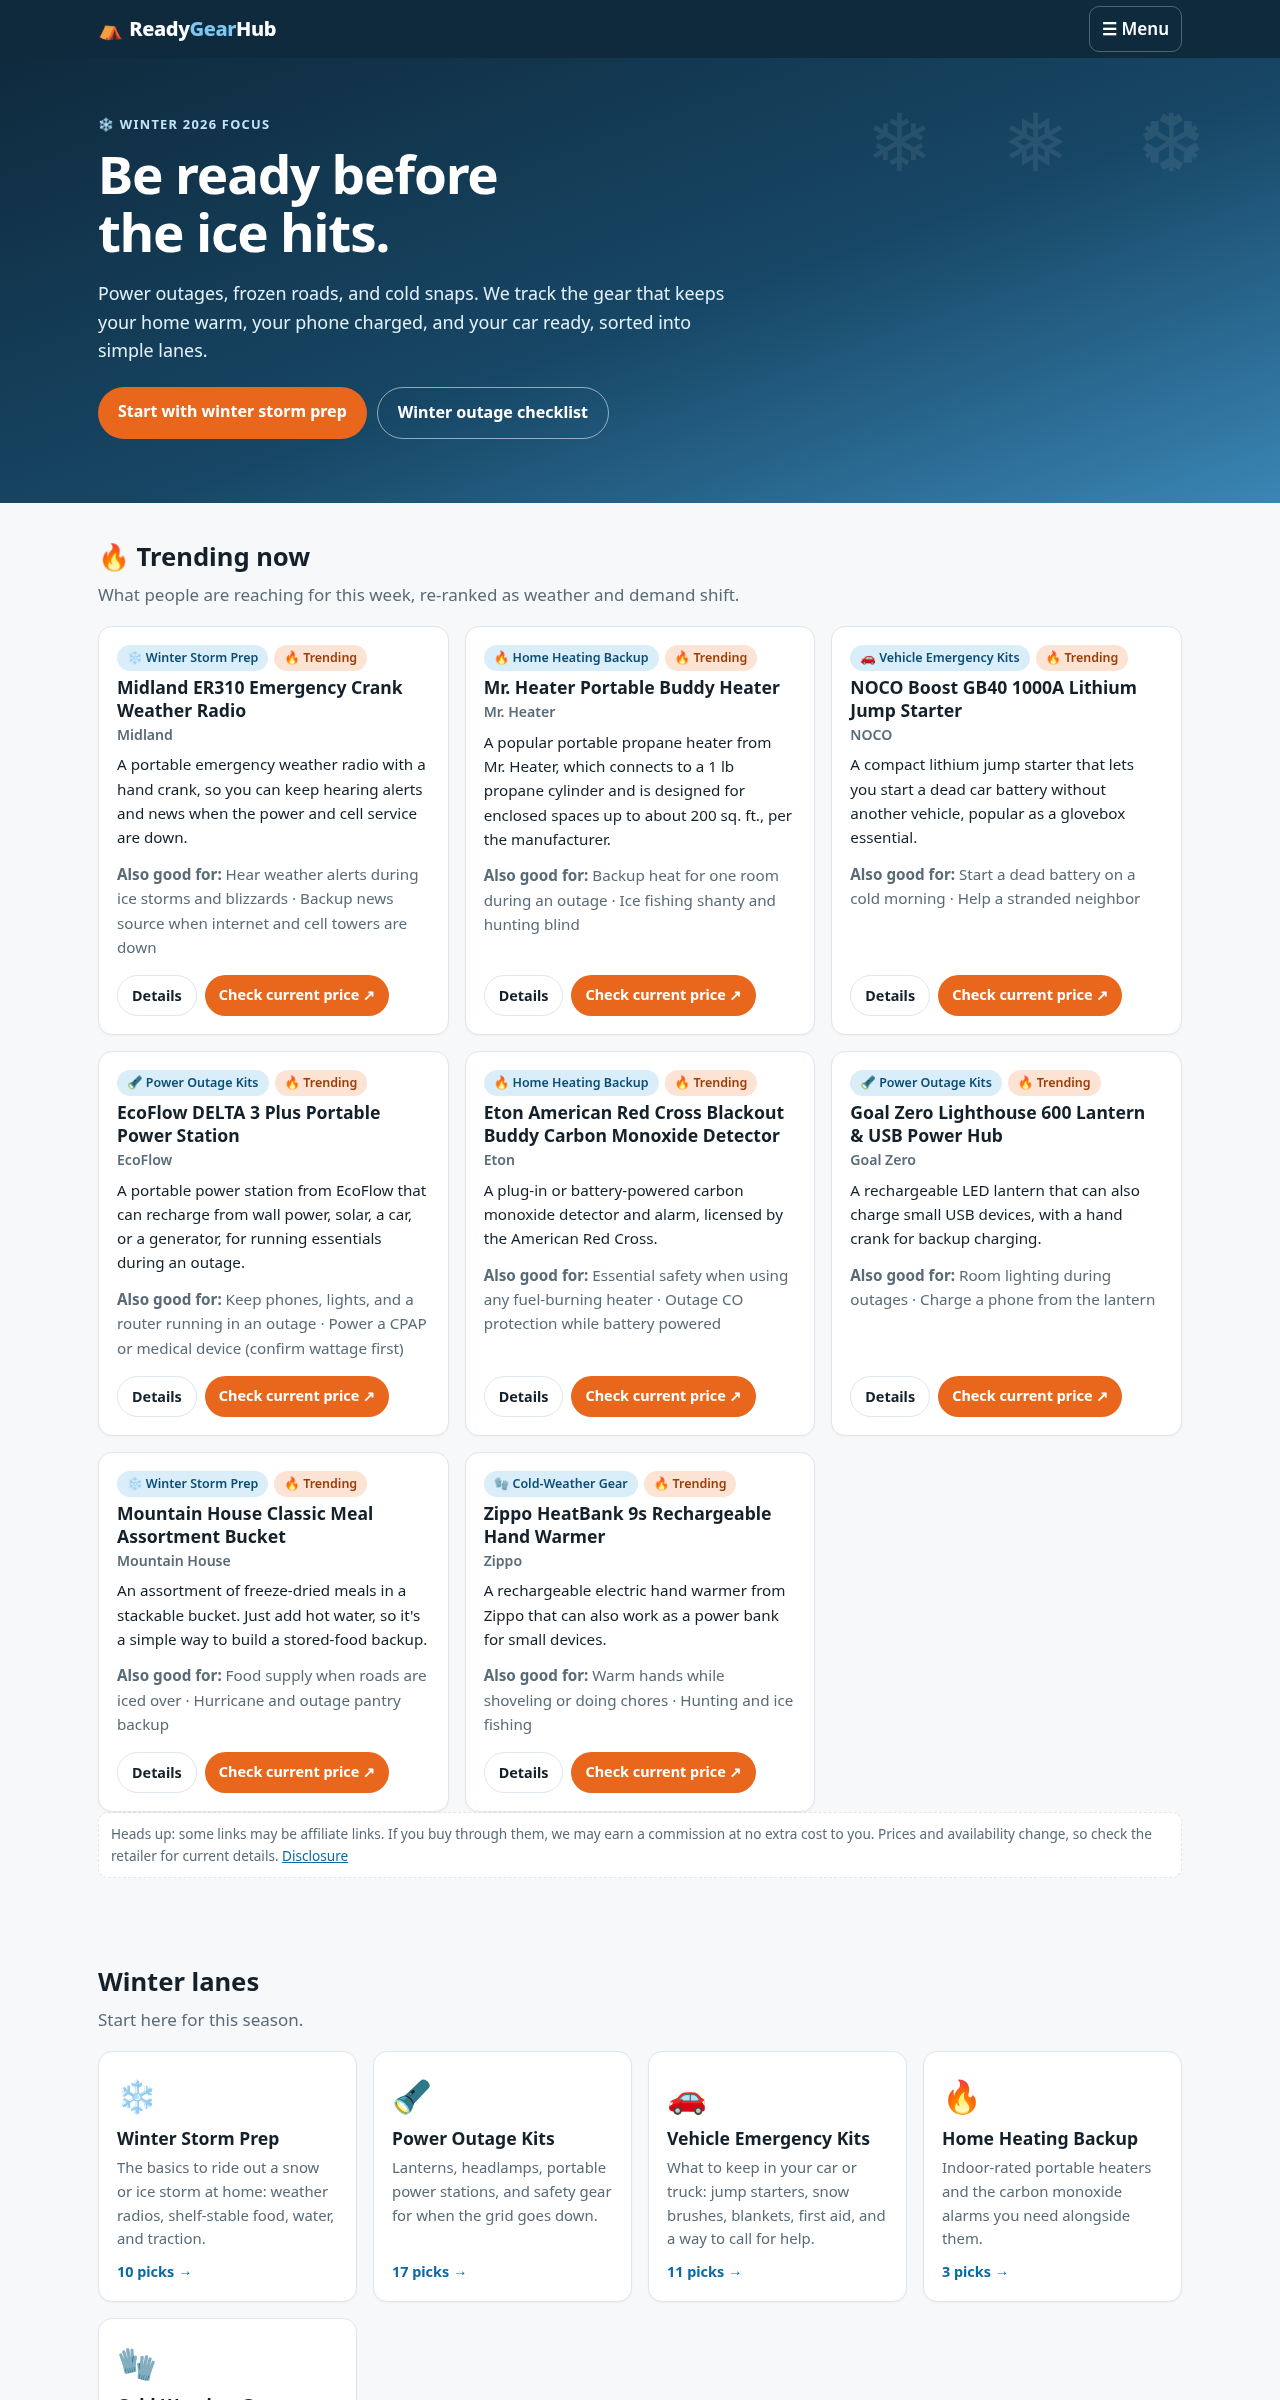 ReadyGearHub
☰ Menu
WINTER 2026 FOCUS
Be ready before
the ice hits.
Power outages, frozen roads, and cold snaps. We track the gear that keeps
your home warm, your phone charged, and your car ready, sorted into
simple lanes.
Start with winter storm prep
Winter outage checklist
Trending now
What people are reaching for this week, re-ranked as weather and demand shift.
Winter Storm Prep
Trending
Midland ER310 Emergency Crank
Weather Radio
Midland
A portable emergency weather radio with a
hand crank, so you can keep hearing alerts
and news when the power and cell service
are down.
Also good for: Hear weather alerts during
ice storms and blizzards · Backup news
source when internet and cell towers are
down
Details
Check current price ↗
Home Heating Backup
Trending
Mr. Heater Portable Buddy Heater
Mr. Heater
A popular portable propane heater from
Mr. Heater, which connects to a 1 lb
propane cylinder and is designed for
enclosed spaces up to about 200 sq. ft., per
the manufacturer.
Also good for: Backup heat for one room
during an outage · Ice fishing shanty and
hunting blind
Details
Check current price ↗
Vehicle Emergency Kits
Trending
NOCO Boost GB40 1000A Lithium
Jump Starter
NOCO
A compact lithium jump starter that lets
you start a dead car battery without
another vehicle, popular as a glovebox
essential.
Also good for: Start a dead battery on a
cold morning · Help a stranded neighbor
Details
Check current price ↗
Power Outage Kits
Trending
EcoFlow DELTA 3 Plus Portable
Power Station
EcoFlow
A portable power station from EcoFlow that
can recharge from wall power, solar, a car,
or a generator, for running essentials
during an outage.
Also good for: Keep phones, lights, and a
router running in an outage · Power a CPAP
or medical device (confirm wattage first)
Details
Check current price ↗
Home Heating Backup
Trending
Eton American Red Cross Blackout
Buddy Carbon Monoxide Detector
Eton
A plug-in or battery-powered carbon
monoxide detector and alarm, licensed by
the American Red Cross.
Also good for: Essential safety when using
any fuel-burning heater · Outage CO
protection while battery powered
Details
Check current price ↗
Power Outage Kits
Trending
Goal Zero Lighthouse 600 Lantern
& USB Power Hub
Goal Zero
A rechargeable LED lantern that can also
charge small USB devices, with a hand
crank for backup charging.
Also good for: Room lighting during
outages · Charge a phone from the lantern
Details
Check current price ↗
Winter Storm Prep
Trending
Mountain House Classic Meal
Assortment Bucket
Mountain House
An assortment of freeze-dried meals in a
stackable bucket. Just add hot water, so it's
a simple way to build a stored-food backup.
Also good for: Food supply when roads are
iced over · Hurricane and outage pantry
backup
Details
Check current price ↗
Cold-Weather Gear
Trending
Zippo HeatBank 9s Rechargeable
Hand Warmer
Zippo
A rechargeable electric hand warmer from
Zippo that can also work as a power bank
for small devices.
Also good for: Warm hands while
shoveling or doing chores · Hunting and ice
fishing
Details
Check current price ↗
Heads up: some links may be affiliate links. If you buy through them, we may earn a commission at no extra cost to you. Prices and availability change, so check the
retailer for current details. Disclosure
Winter lanes
Start here for this season.
Winter Storm Prep
The basics to ride out a snow
or ice storm at home: weather
radios, shelf-stable food, water,
and traction.
10 picks →
Power Outage Kits
Lanterns, headlamps, portable
power stations, and safety gear
for when the grid goes down.
17 picks →
Vehicle Emergency Kits
What to keep in your car or
truck: jump starters, snow
brushes, blankets, first aid, and
a way to call for help.
11 picks →
Home Heating Backup
Indoor-rated portable heaters
and the carbon monoxide
alarms you need alongside
them.
3 picks →